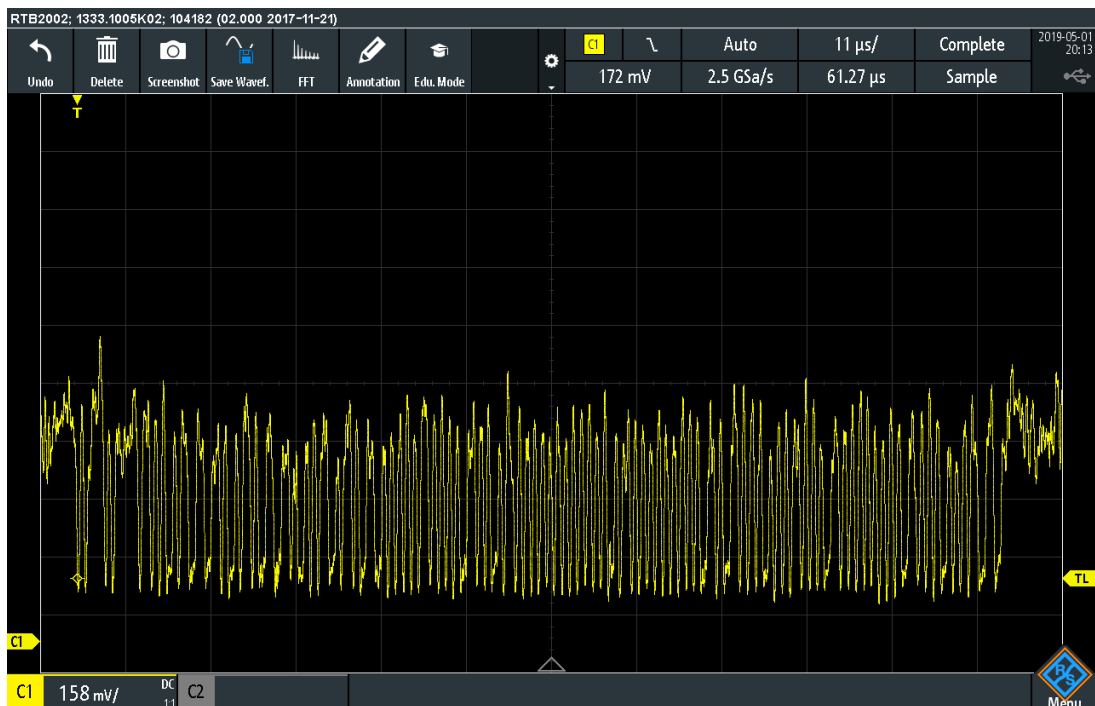 RTB2002; 1333.1005K02; 104182 (02.000 2017-11-21)
Undo
Delete
Screenshot
Save Wavef.
FFT
Annotation
Edu. Mode
C1
Auto
11 µs/
Complete
172 mV
2.5 GSa/s
61.27 µs
Sample
2019-05-01
20:13
T
TL
C1
C1 158 mV/ DC 1:1
C2
R&S
Menu